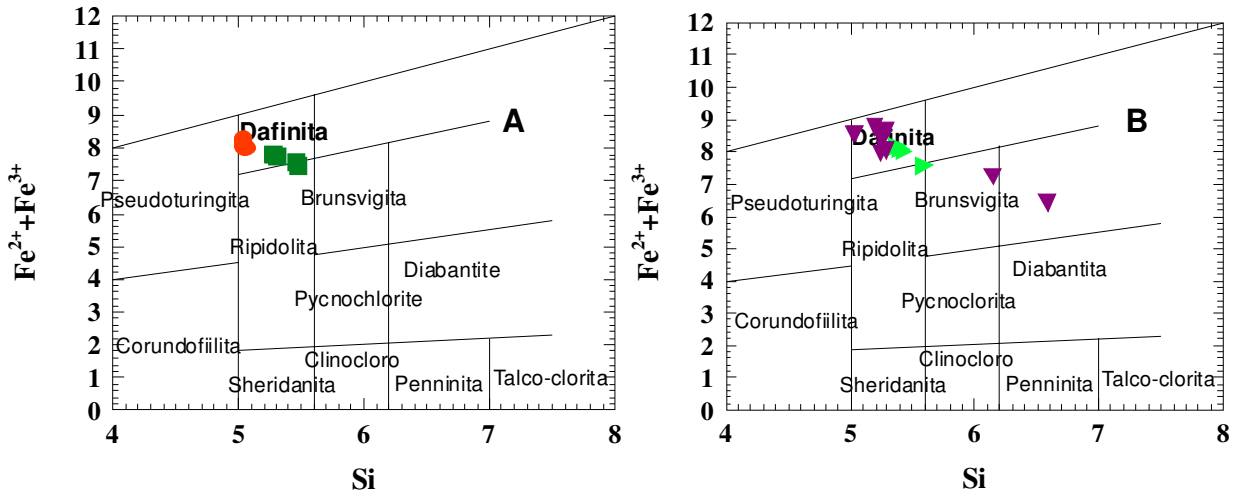 12
11
10
9
8
7
6
5
4
3
2
1
0
4
5
6
7
8
Fe2++Fe3+
Si
A
Dafinita
Pseudoturingita
Brunsvigita
Ripidolita
Diabantite
Pycnochlorite
Corundofiilita
Clinocloro
Sheridanita
Penninita
Talco-clorita
12
11
10
9
8
7
6
5
4
3
2
1
0
4
5
6
7
8
Fe2++Fe3+
Si
B
Dafinita
Pseudoturingita
Brunsvigita
Ripidolita
Diabantita
Pycnoclorita
Corundofiilita
Clinocloro
Sheridanita
Penninita
Talco-clorita